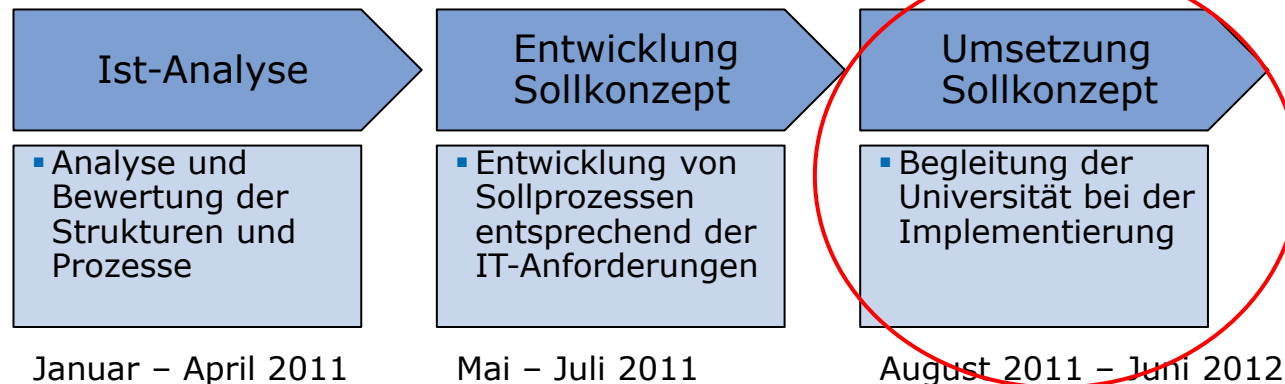 Ist-Analyse
Entwicklung
Sollkonzept
Umsetzung
Sollkonzept
▪ Analyse und
Bewertung der
Strukturen und
Prozesse
▪ Entwicklung von
Sollprozessen
entsprechend der
IT-Anforderungen
▪ Begleitung der
Universität bei der
Implementierung
Januar – April 2011
Mai – Juli 2011
August 2011 – Juni 2012